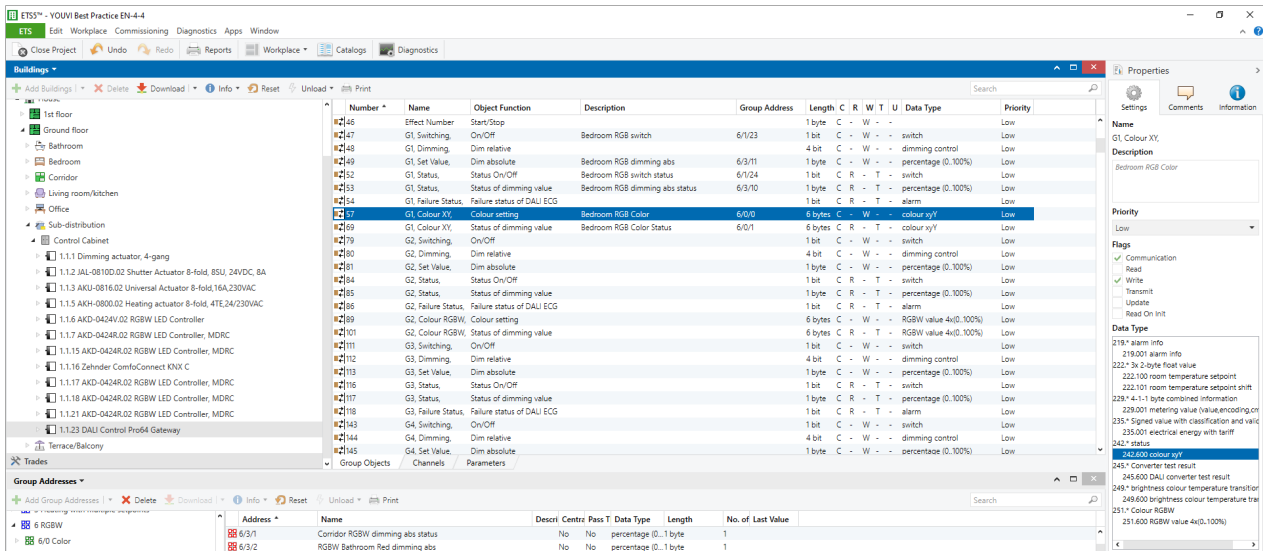 ETS5™ - YOUVI Best Practice EN-4-4
ETS Edit Workplace Commissioning Diagnostics Apps Window
Close Project Undo Redo Reports Workplace Catalogs Diagnostics
Buildings
Add Buildings Delete Download Info Reset Unload Print Search
House
1st floor
Ground floor
Bathroom
Bedroom
Corridor
Living room/kitchen
Office
Sub-distribution
Control Cabinet
1.1.1 Dimming actuator, 4-gang
1.1.2 JAL-0810D.02 Shutter Actuator 8-fold, 8SU, 24VDC, 8A
1.1.3 AKU-0816.02 Universal Actuator 8-fold,16A,230VAC
1.1.5 AKH-0800.02 Heating actuator 8-fold, 4TE,24/230VAC
1.1.6 AKD-0424V.02 RGBW LED Controller
1.1.7 AKD-0424R.02 RGBW LED Controller, MDRC
1.1.15 AKD-0424R.02 RGBW LED Controller, MDRC
1.1.16 Zehnder ComfoConnect KNX C
1.1.17 AKD-0424R.02 RGBW LED Controller, MDRC
1.1.18 AKD-0424R.02 RGBW LED Controller, MDRC
1.1.21 AKD-0424R.02 RGBW LED Controller, MDRC
1.1.23 DALI Control Pro64 Gateway
Terrace/Balcony
Trades
Number Name Object Function Description Group Address Length C R W T U Data Type Priority
46 Effect Number Start/Stop 1 byte C - W - - Low
47 G1, Switching, On/Off Bedroom RGB switch 6/1/23 1 bit C - W - - switch Low
48 G1, Dimming, Dim relative 4 bit C - W - - dimming control Low
49 G1, Set Value, Dim absolute Bedroom RGB dimming abs 6/3/11 1 byte C - W - - percentage (0..100%) Low
52 G1, Status, Status On/Off Bedroom RGB switch status 6/1/24 1 bit C R - T - switch Low
53 G1, Status, Status of dimming value Bedroom RGB dimming abs status 6/3/10 1 byte C R - T - percentage (0..100%) Low
54 G1, Failure Status, Failure status of DALI ECG 1 bit C R - T - alarm Low
57 G1, Colour XY, Colour setting Bedroom RGB Color 6/0/0 6 bytes C - W - - colour xyY Low
69 G1, Colour XY, Status of dimming value Bedroom RGB Color Status 6/0/1 6 bytes C R - T - colour xyY Low
79 G2, Switching, On/Off 1 bit C - W - - switch Low
80 G2, Dimming, Dim relative 4 bit C - W - - dimming control Low
81 G2, Set Value, Dim absolute 1 byte C - W - - percentage (0..100%) Low
84 G2, Status, Status On/Off 1 bit C R - T - switch Low
85 G2, Status, Status of dimming value 1 byte C R - T - percentage (0..100%) Low
86 G2, Failure Status, Failure status of DALI ECG 1 bit C R - T - alarm Low
89 G2, Colour RGBW, Colour setting 6 bytes C - W - - RGBW value 4x(0..100%) Low
101 G2, Colour RGBW, Status of dimming value 6 bytes C R - T - RGBW value 4x(0..100%) Low
111 G3, Switching, On/Off 1 bit C - W - - switch Low
112 G3, Dimming, Dim relative 4 bit C - W - - dimming control Low
113 G3, Set Value, Dim absolute 1 byte C - W - - percentage (0..100%) Low
116 G3, Status, Status On/Off 1 bit C R - T - switch Low
117 G3, Status, Status of dimming value 1 byte C R - T - percentage (0..100%) Low
118 G3, Failure Status, Failure status of DALI ECG 1 bit C R - T - alarm Low
143 G4, Switching, On/Off 1 bit C - W - - switch Low
144 G4, Dimming, Dim relative 4 bit C - W - - dimming control Low
145 G4, Set Value, Dim absolute 1 byte C - W - - percentage (0..100%) Low
Group Objects Channels Parameters
Group Addresses
Add Group Addresses Delete Download Info Reset Unload Print Search
6 RGBW
6/0 Color
Address Name Descri Centra Pass T Data Type Length No. of Last Value
6/3/1 Corridor RGBW dimming abs status No No percentage (0... 1 byte 1
6/3/2 RGBW Bathroom Red dimming abs No No percentage (0... 1 byte 1
Properties
Settings Comments Information
Name
G1, Colour XY,
Description
Bedroom RGB Color
Priority
Low
Flags
Communication
Read
Write
Transmit
Update
Read On Init
Data Type
219.* alarm info
219.001 alarm info
222.* 3x 2-byte float value
222.100 room temperature setpoint
222.101 room temperature setpoint shift
229.* 4-1-1 byte combined information
229.001 metering value (value,encoding,cm
235.* Signed value with classification and valid
235.001 electrical energy with tariff
242.* status
242.600 colour xyY
245.* Converter test result
245.600 DALI converter test result
249.* brightness colour temperature transition
249.600 brightness colour temperature tran
251.* Colour RGBW
251.600 RGBW value 4x(0..100%)